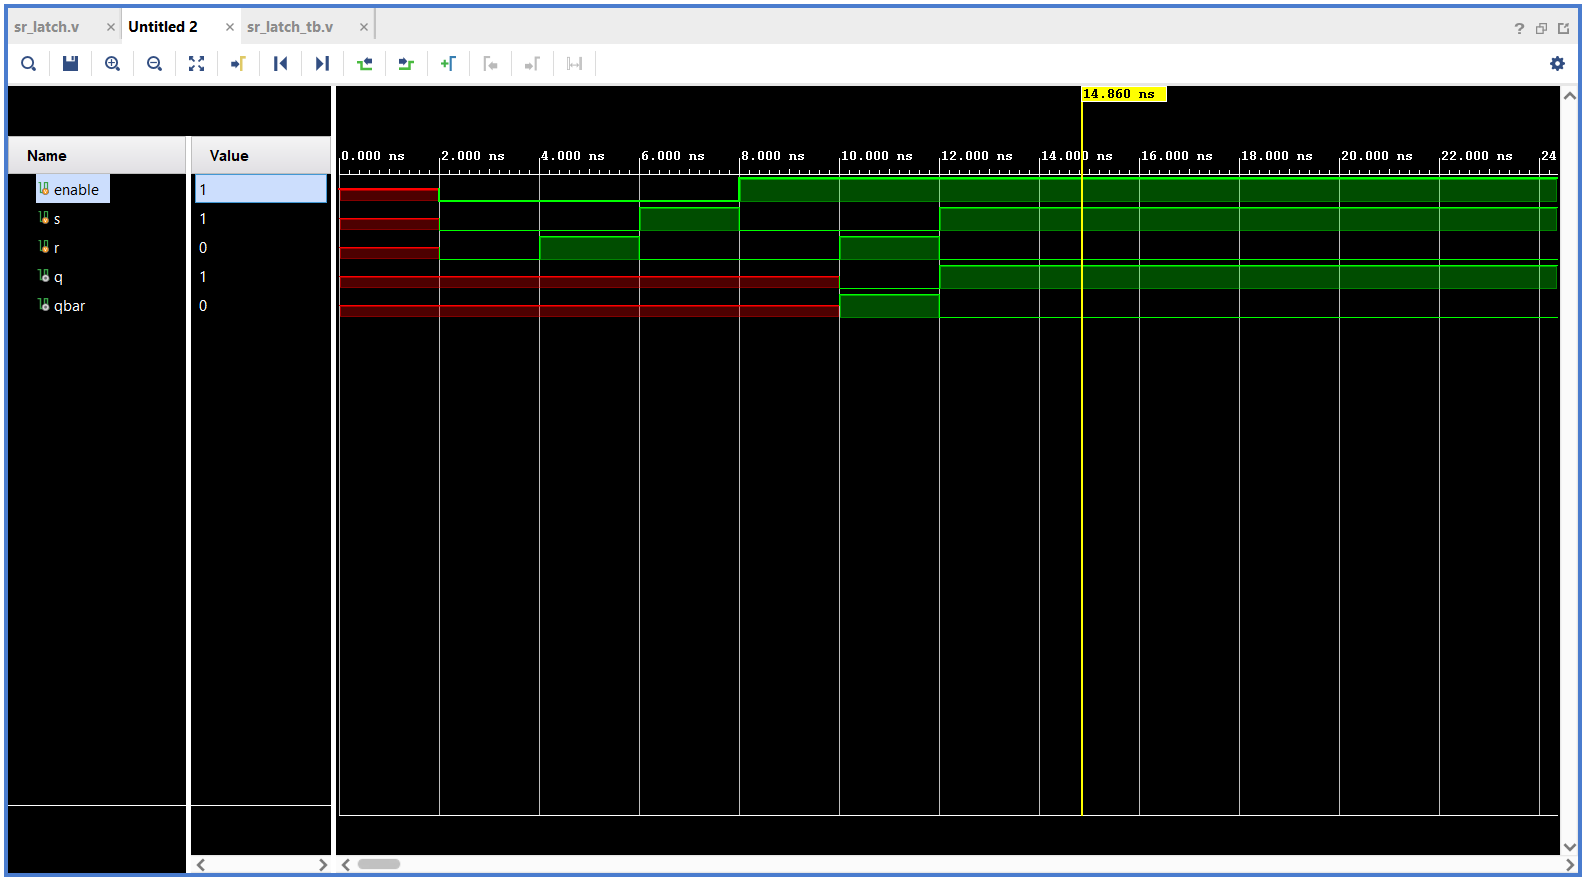 sr_latch.v × Untitled 2 × sr_latch_tb.v × ?
14.860 ns
Name Value
0.000 ns 2.000 ns 4.000 ns 6.000 ns 8.000 ns 10.000 ns 12.000 ns 14.000 ns 16.000 ns 18.000 ns 20.000 ns 22.000 ns 24
enable 1
s 1
r 0
q 1
qbar 0